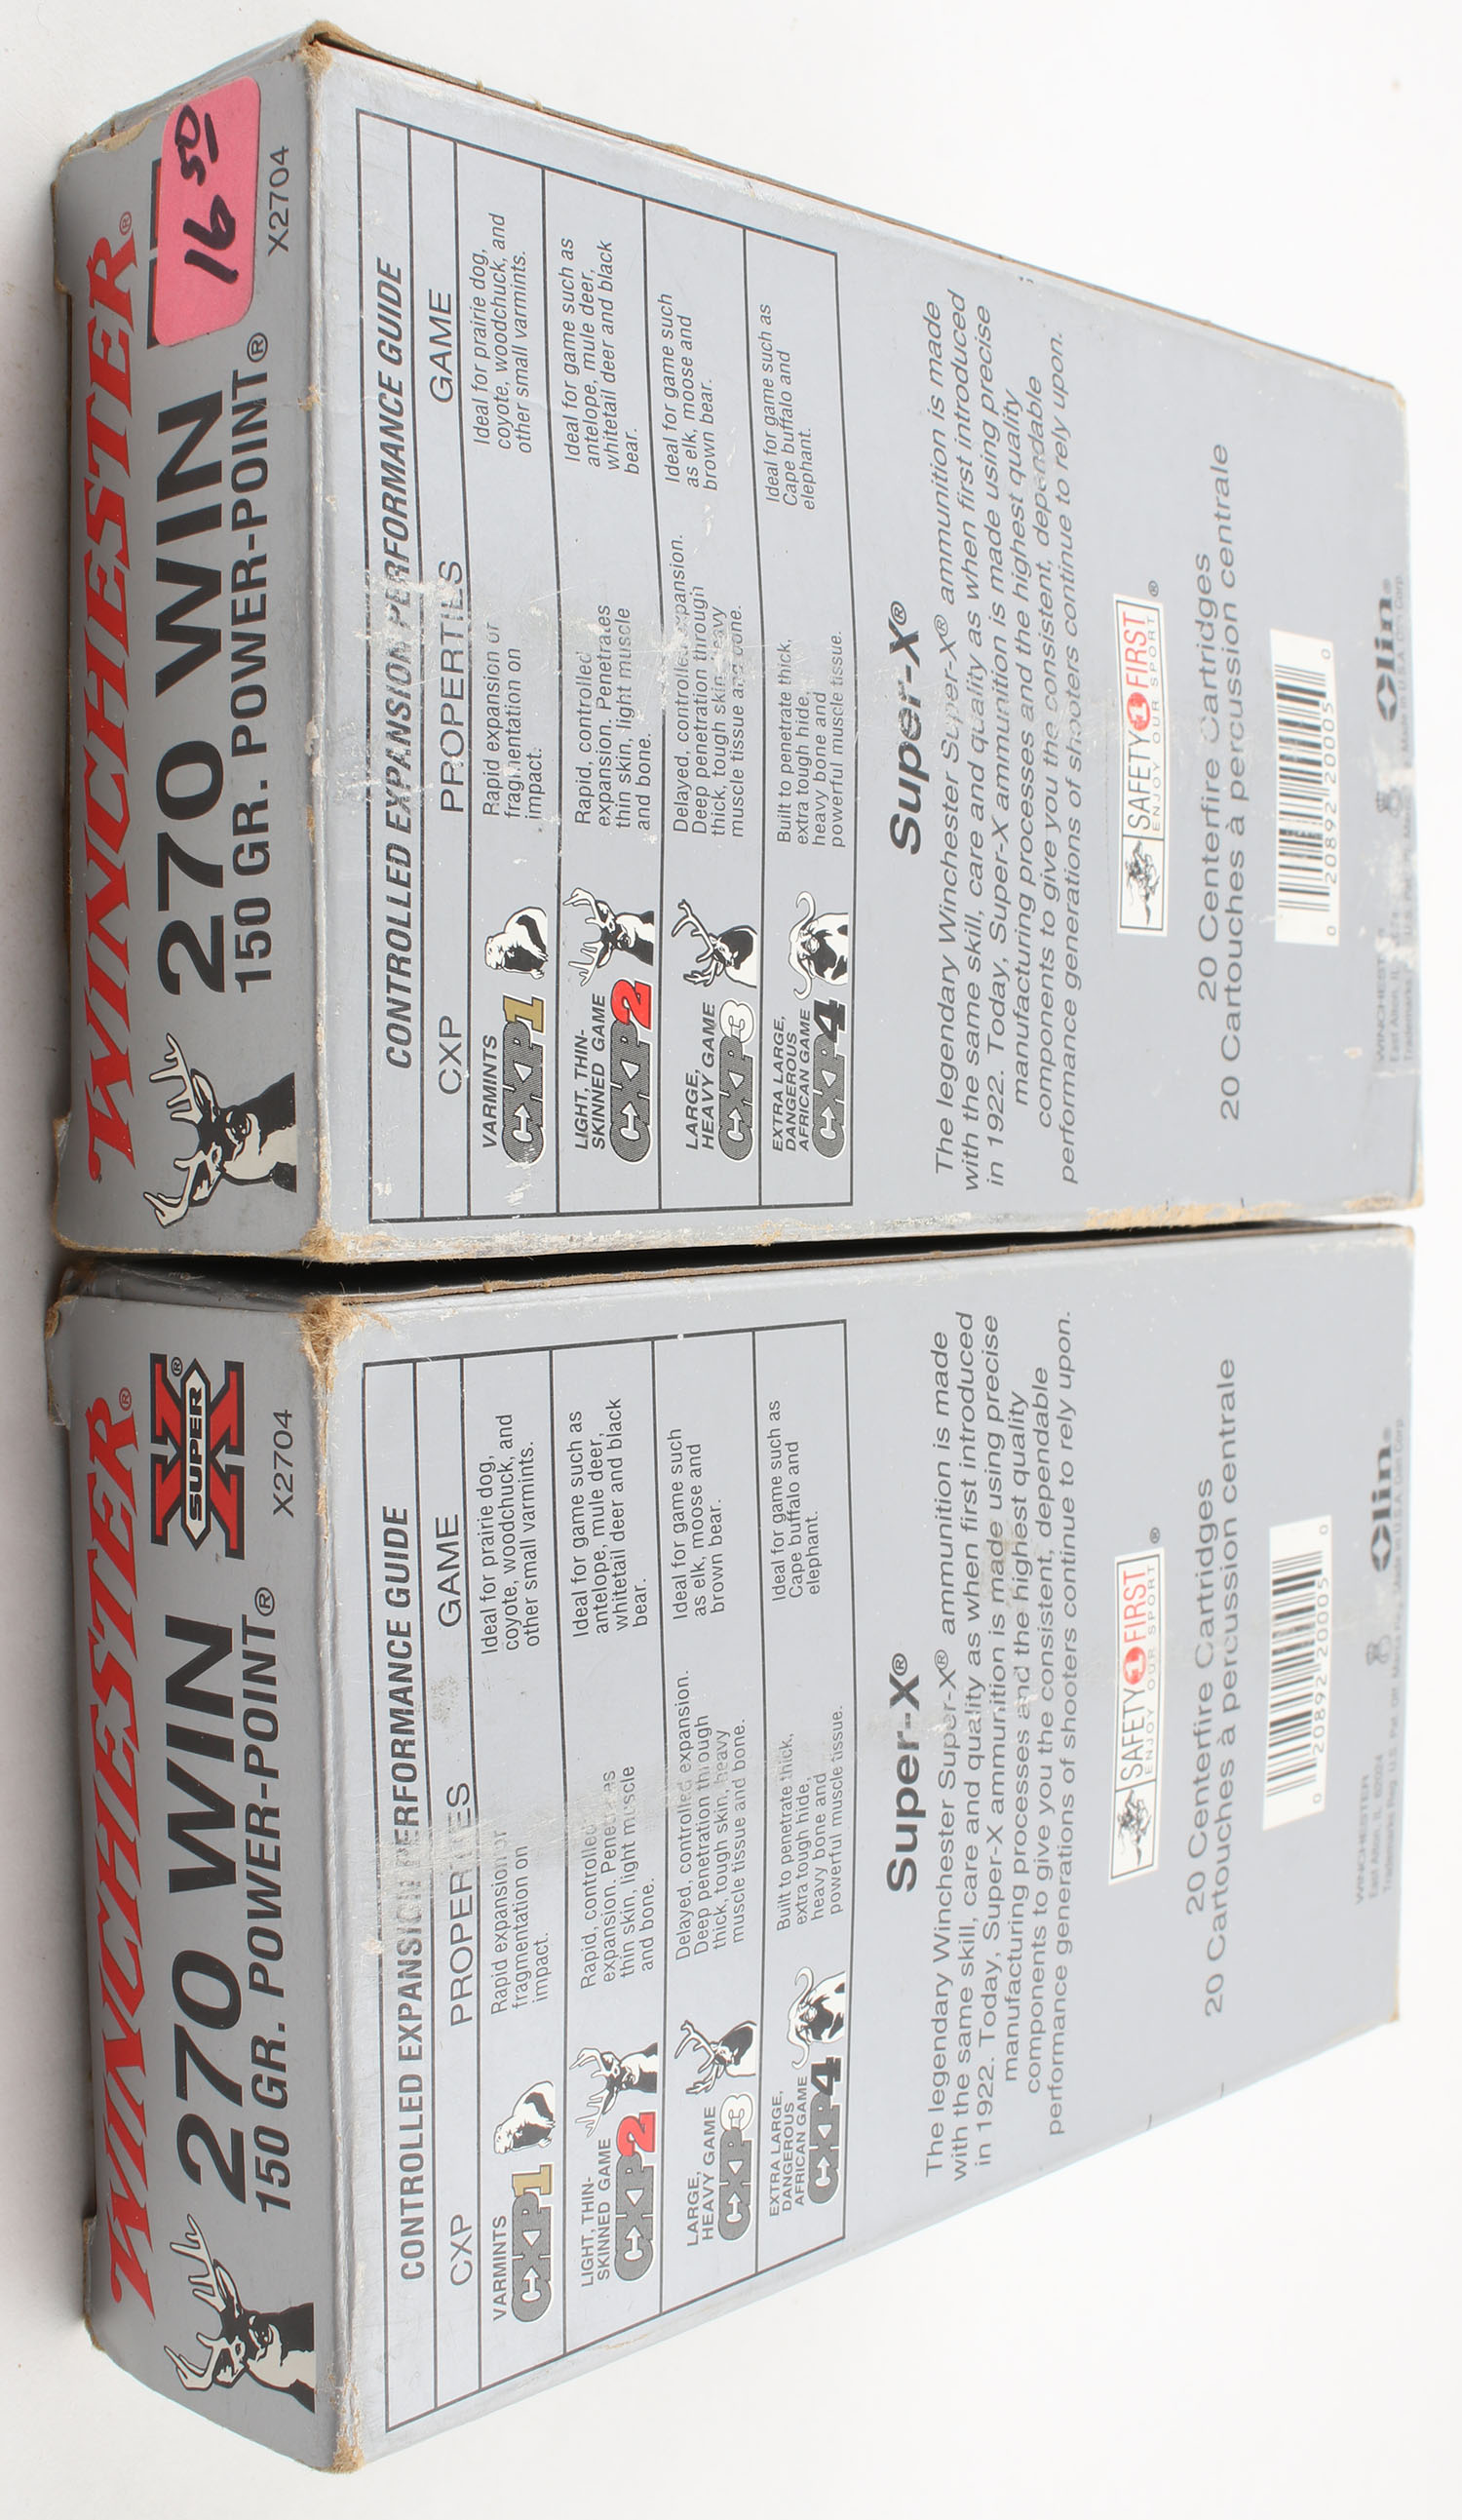 WINCHESTER®
270 WIN
SUPER X®
150 GR. POWER-POINT®
X2704
CONTROLLED EXPANSION PERFORMANCE GUIDE
CXP PROPERTIES GAME
VARMINTS
CXP1
Rapid expansion or
fragmentation on
impact.
Ideal for prairie dog,
coyote, woodchuck, and
other small varmints.
LIGHT, THIN-
SKINNED GAME
CXP2
Rapid, controlled
expansion. Penetrates
thin skin, light muscle
and bone.
Ideal for game such as
antelope, mule deer,
whitetail deer and black
bear.
LARGE,
HEAVY GAME
CXP3
Delayed, controlled expansion.
Deep penetration through
thick, tough skin, heavy
muscle tissue and bone.
Ideal for game such
as elk, moose and
brown bear.
EXTRA LARGE,
DANGEROUS
AFRICAN GAME
CXP4
Built to penetrate thick,
extra tough hide,
heavy bone and
powerful muscle tissue.
Ideal for game such as
Cape buffalo and
elephant.
Super-X®
The legendary Winchester Super-X® ammunition is made
with the same skill, care and quality as when first introduced
in 1922. Today, Super-X ammunition is made using precise
manufacturing processes and the highest quality
components to give you the consistent, dependable
performance generations of shooters continue to rely upon.
SAFETY 1 FIRST®
ENJOY OUR SPORT
20 Centerfire Cartridges
20 Cartouches à percussion centrale
0 20892 20005 0
WINCHESTER
East Alton, IL 62024
Olin®
WINCHESTER®
270 WIN
16 50
150 GR. POWER-POINT®
X2704
CONTROLLED EXPANSION PERFORMANCE GUIDE
CXP PROPERTIES GAME
VARMINTS
CXP1
Rapid expansion or
fragmentation on
impact.
Ideal for prairie dog,
coyote, woodchuck, and
other small varmints.
LIGHT, THIN-
SKINNED GAME
CXP2
Rapid, controlled
expansion. Penetrates
thin skin, light muscle
and bone.
Ideal for game such as
antelope, mule deer,
whitetail deer and black
bear.
LARGE,
HEAVY GAME
CXP3
Delayed, controlled expansion.
Deep penetration through
thick, tough skin, heavy
muscle tissue and bone.
Ideal for game such
as elk, moose and
brown bear.
EXTRA LARGE,
DANGEROUS
AFRICAN GAME
CXP4
Built to penetrate thick,
extra tough hide,
heavy bone and
powerful muscle tissue.
Ideal for game such as
Cape buffalo and
elephant.
Super-X®
The legendary Winchester Super-X® ammunition is made
with the same skill, care and quality as when first introduced
in 1922. Today, Super-X ammunition is made using precise
manufacturing processes and the highest quality
components to give you the consistent, dependable
performance generations of shooters continue to rely upon.
SAFETY 1 FIRST®
ENJOY OUR SPORT
20 Centerfire Cartridges
20 Cartouches à percussion centrale
0 20892 20005 0
WINCHESTER
Olin®